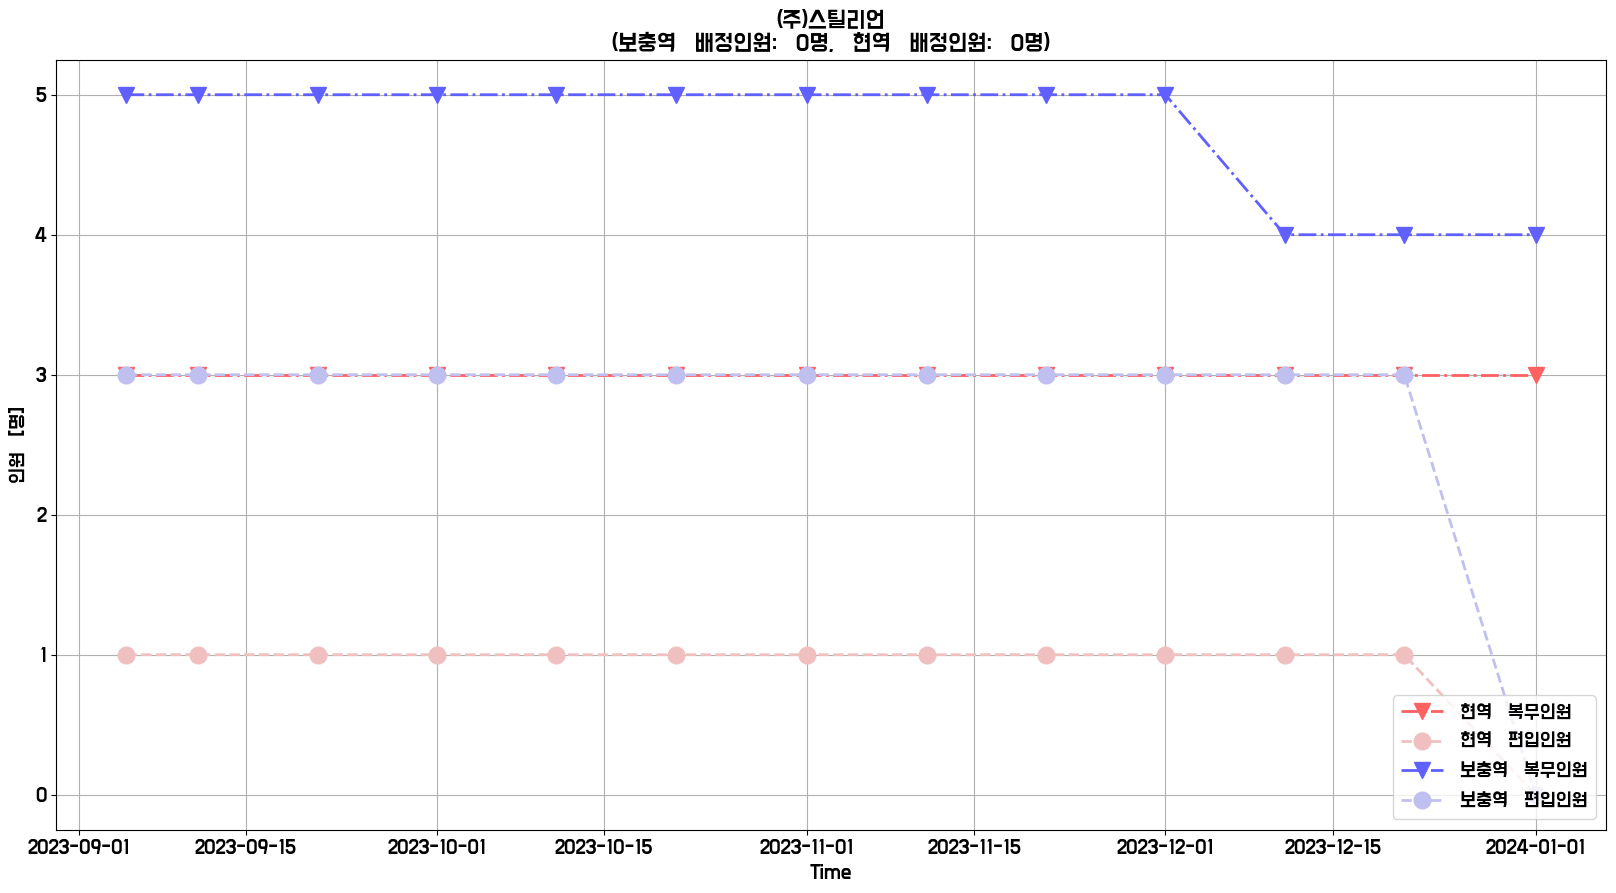 (주)스틸리언
(보충역 배정인원: 0명, 현역 배정인원: 0명)
인원 [명]
5
4
3
2
1
0
현역 복무인원
현역 편입인원
보충역 복무인원
보충역 편입인원
2023-09-01 2023-09-15 2023-10-01 2023-10-15 2023-11-01 2023-11-15 2023-12-01 2023-12-15 2024-01-01
Time